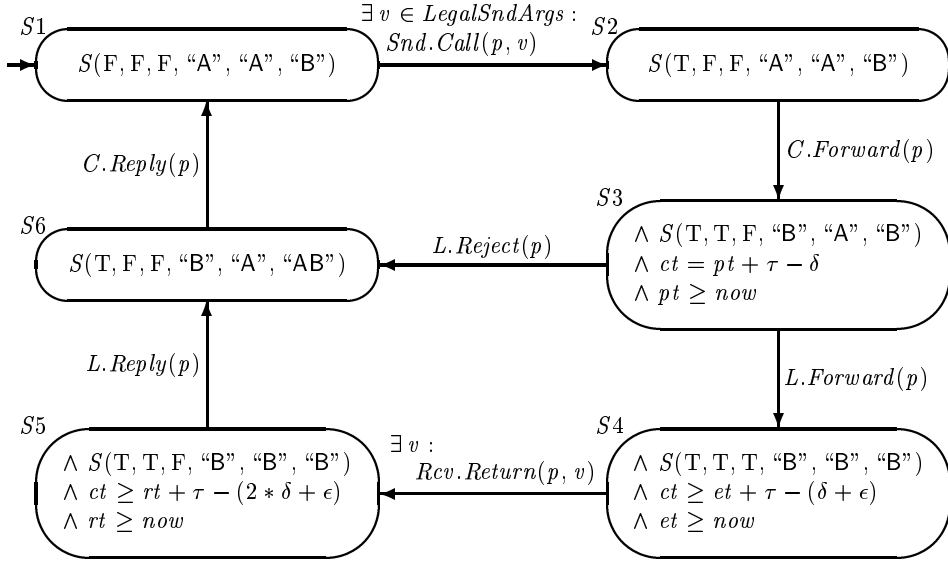 S1
S(F, F, F, “A”, “A”, “B”)
∃ v ∈ LegalSndArgs :
Snd.Call(p, v)
S2
S(T, F, F, “A”, “A”, “B”)
C.Reply(p)
C.Forward(p)
S6
S(T, F, F, “B”, “A”, “AB”)
L.Reject(p)
S3
∧ S(T, T, F, “B”, “A”, “B”)
∧ ct = pt + τ − δ
∧ pt ≥ now
L.Reply(p)
L.Forward(p)
S5
∧ S(T, T, F, “B”, “B”, “B”)
∧ ct ≥ rt + τ − (2 * δ + ϵ)
∧ rt ≥ now
∃ v :
Rcv.Return(p, v)
S4
∧ S(T, T, T, “B”, “B”, “B”)
∧ ct ≥ et + τ − (δ + ϵ)
∧ et ≥ now